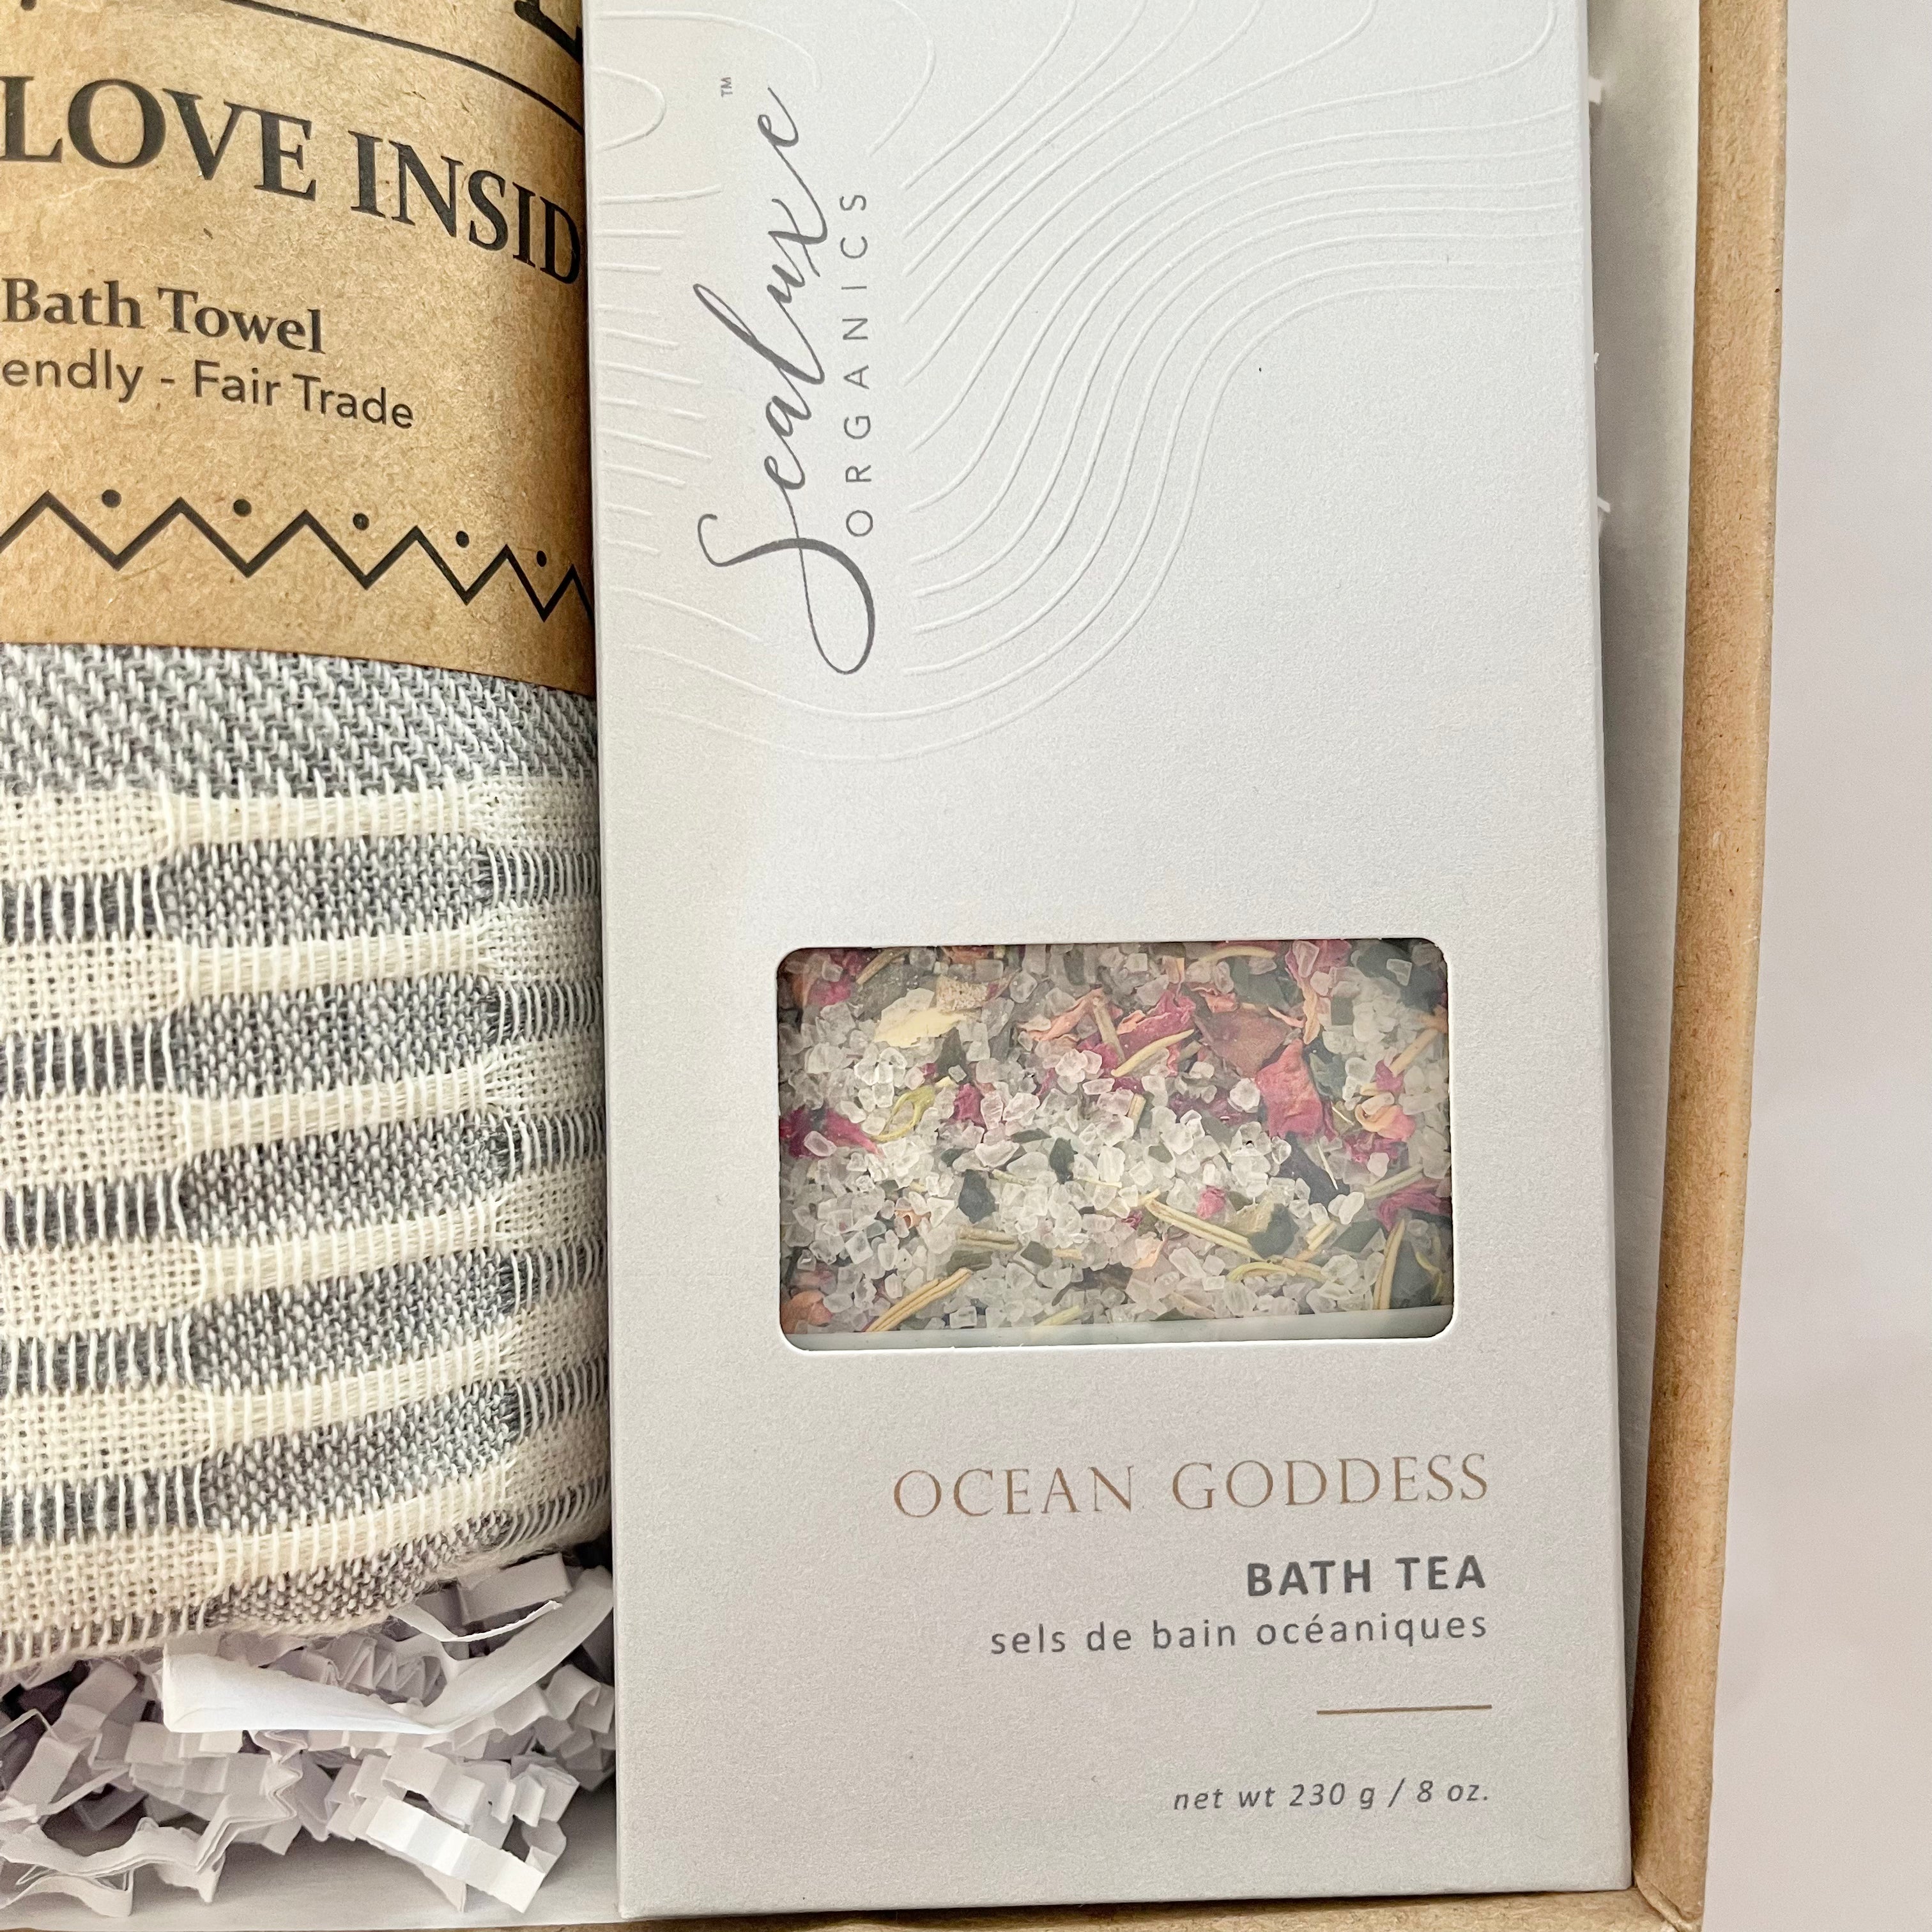 LOVE INSID
Bath Towel
endly - Fair Trade
Sealuxe™
ORGANICS
OCEAN GODDESS
BATH TEA
sels de bain océaniques
net wt 230 g / 8 oz.